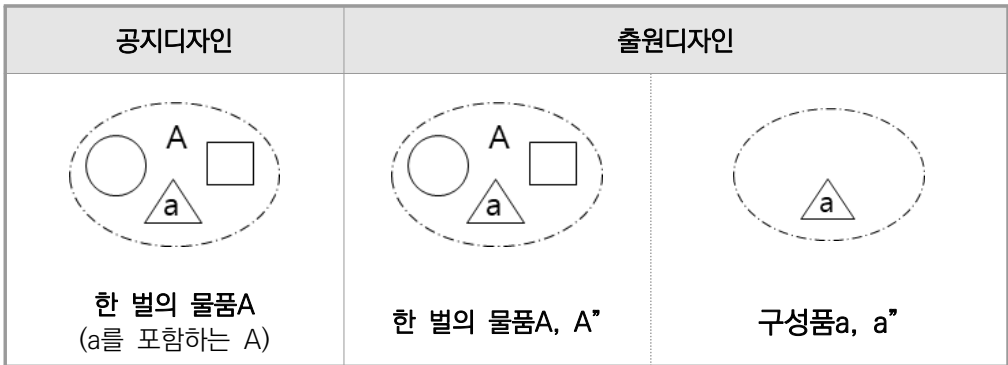 공지디자인
출원디자인
A
a
한 벌의 물품A
(a를 포함하는 A)
A
a
한 벌의 물품A, A”
a
구성품a, a”